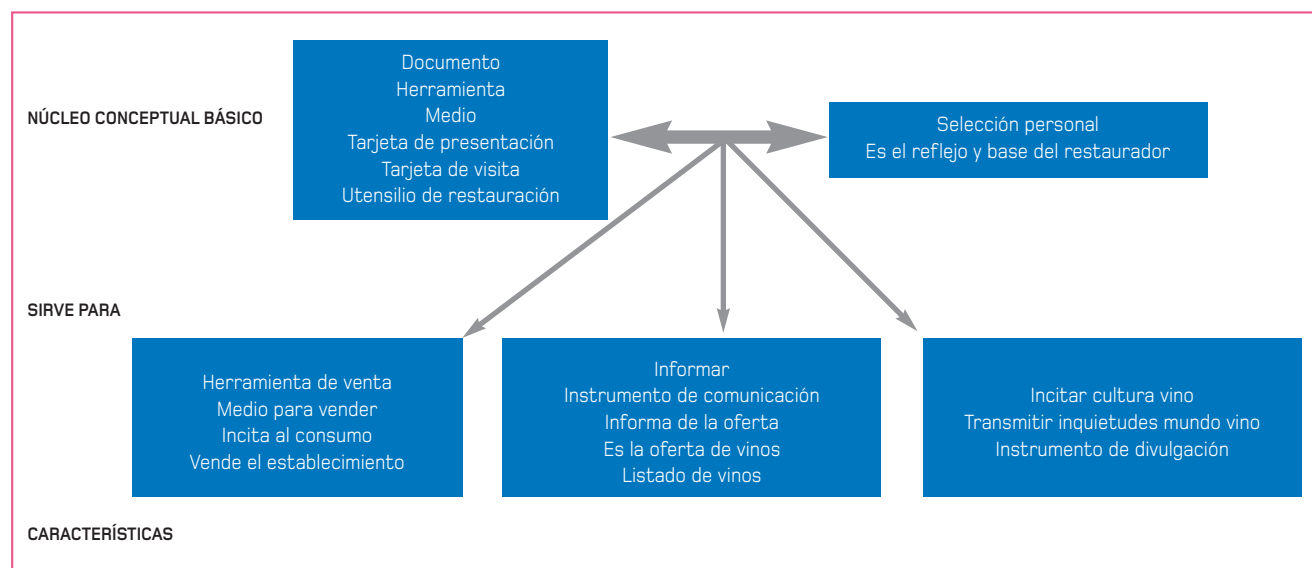 NÚCLEO CONCEPTUAL BÁSICO
Documento
Herramienta
Medio
Tarjeta de presentación
Tarjeta de visita
Utensilio de restauración
Selección personal
Es el reflejo y base del restaurador
SIRVE PARA
Herramienta de venta
Medio para vender
Incita al consumo
Vende el establecimiento
Informar
Instrumento de comunicación
Informa de la oferta
Es la oferta de vinos
Listado de vinos
Incitar cultura vino
Transmitir inquietudes mundo vino
Instrumento de divulgación
CARACTERÍSTICAS